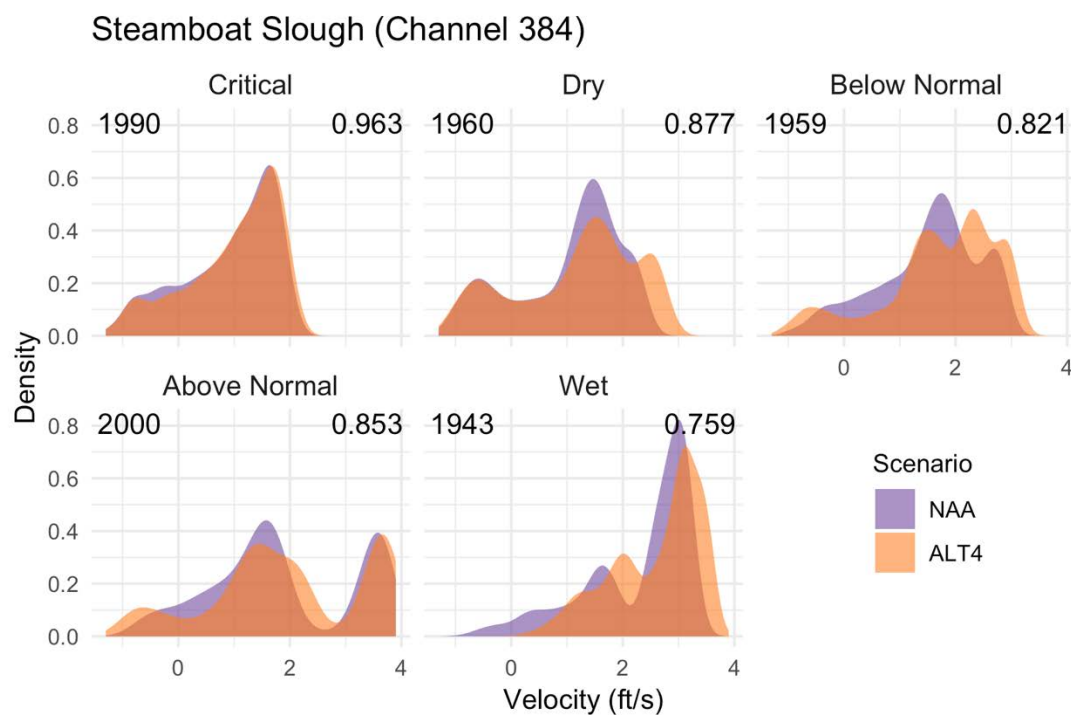 Steamboat Slough (Channel 384)
Critical
Dry
Below Normal
1990
0.963
1960
0.877
1959
0.821
0.8
0.6
0.4
0.2
0.0
0
2
4
Above Normal
Wet
2000
0.853
1943
0.759
0.8
0.6
0.4
0.2
0.0
0
2
4
0
2
4
Density
Velocity (ft/s)
Scenario
NAA
ALT4